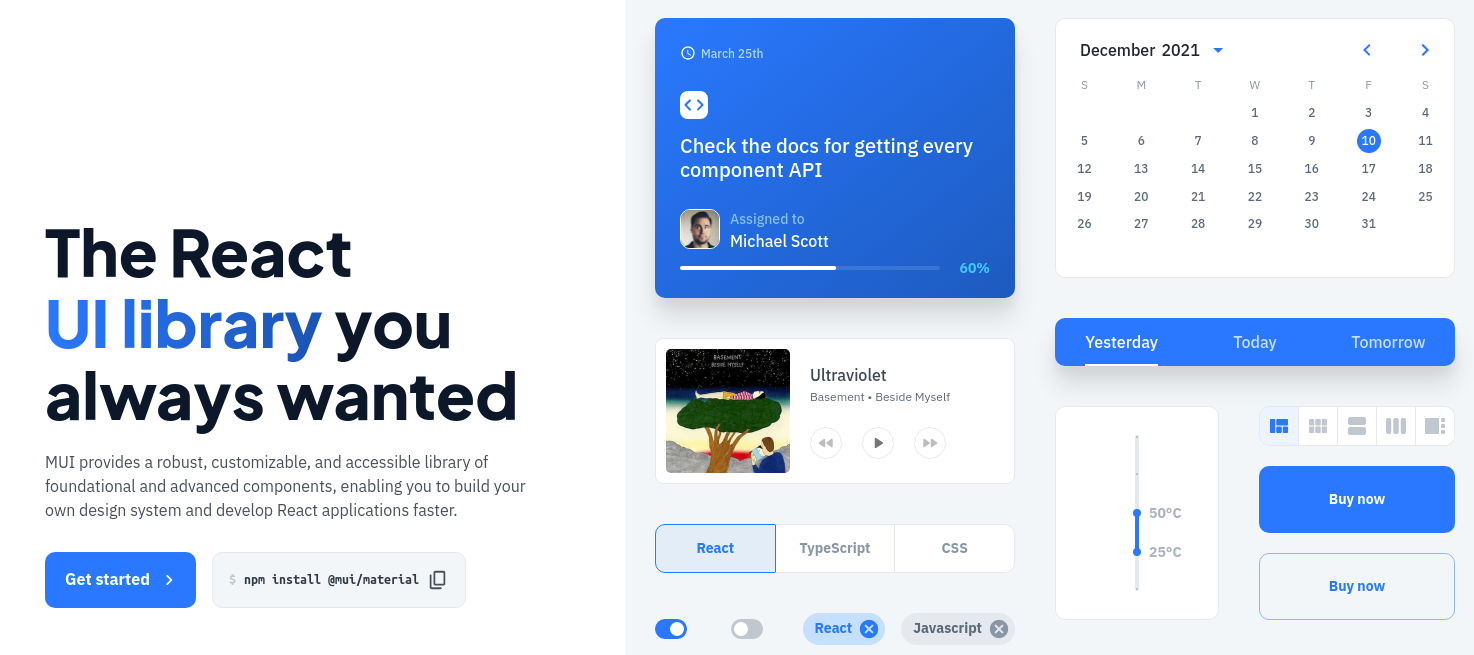 The React
UI library you
always wanted
MUI provides a robust, customizable, and accessible library of
foundational and advanced components, enabling you to build your
own design system and develop React applications faster.
Get started
$ npm install @mui/material
March 25th
Check the docs for getting every
component API
Assigned to
Michael Scott
60%
BASEMENT
BESIDE MYSELF
Ultraviolet
Basement • Beside Myself
React TypeScript CSS
React Javascript
December 2021
S M T W T F S
1 2 3 4
5 6 7 8 9 10 11
12 13 14 15 16 17 18
19 20 21 22 23 24 25
26 27 28 29 30 31
Yesterday Today Tomorrow
50°C
25°C
Buy now
Buy now